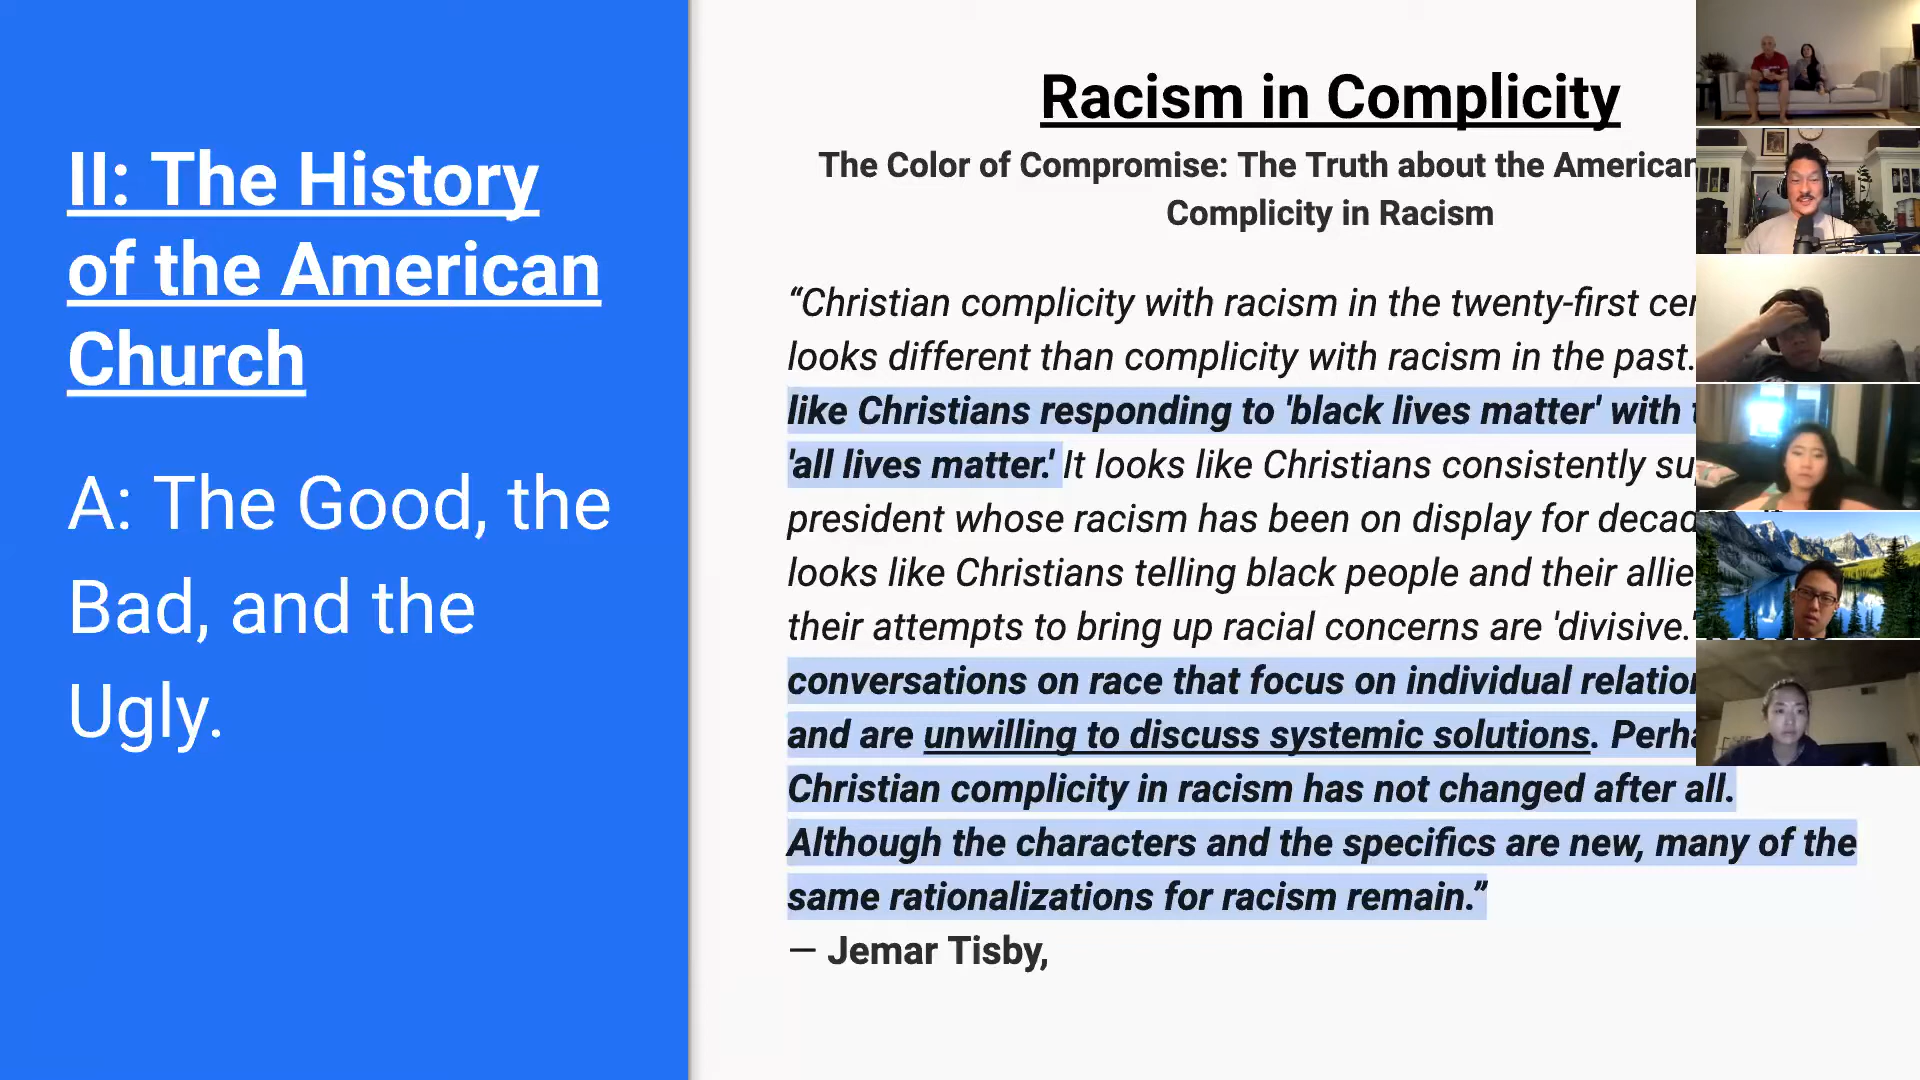 II: The History
of the American
Church
A: The Good, the
Bad, and the
Ugly.
Racism in Complicity
The Color of Compromise: The Truth about the American
Complicity in Racism
“Christian complicity with racism in the twenty-first
looks different than complicity with racism in the past.
like Christians responding to 'black lives matter' with
'all lives matter.' It looks like Christians consistently
president whose racism has been on display for
looks like Christians telling black people and their
their attempts to bring up racial concerns are 'divisive.'
conversations on race that focus on individual
and are unwilling to discuss systemic solutions.
Christian complicity in racism has not changed after all.
Although the characters and the specifics are new, many of the
same rationalizations for racism remain.”
— Jemar Tisby,